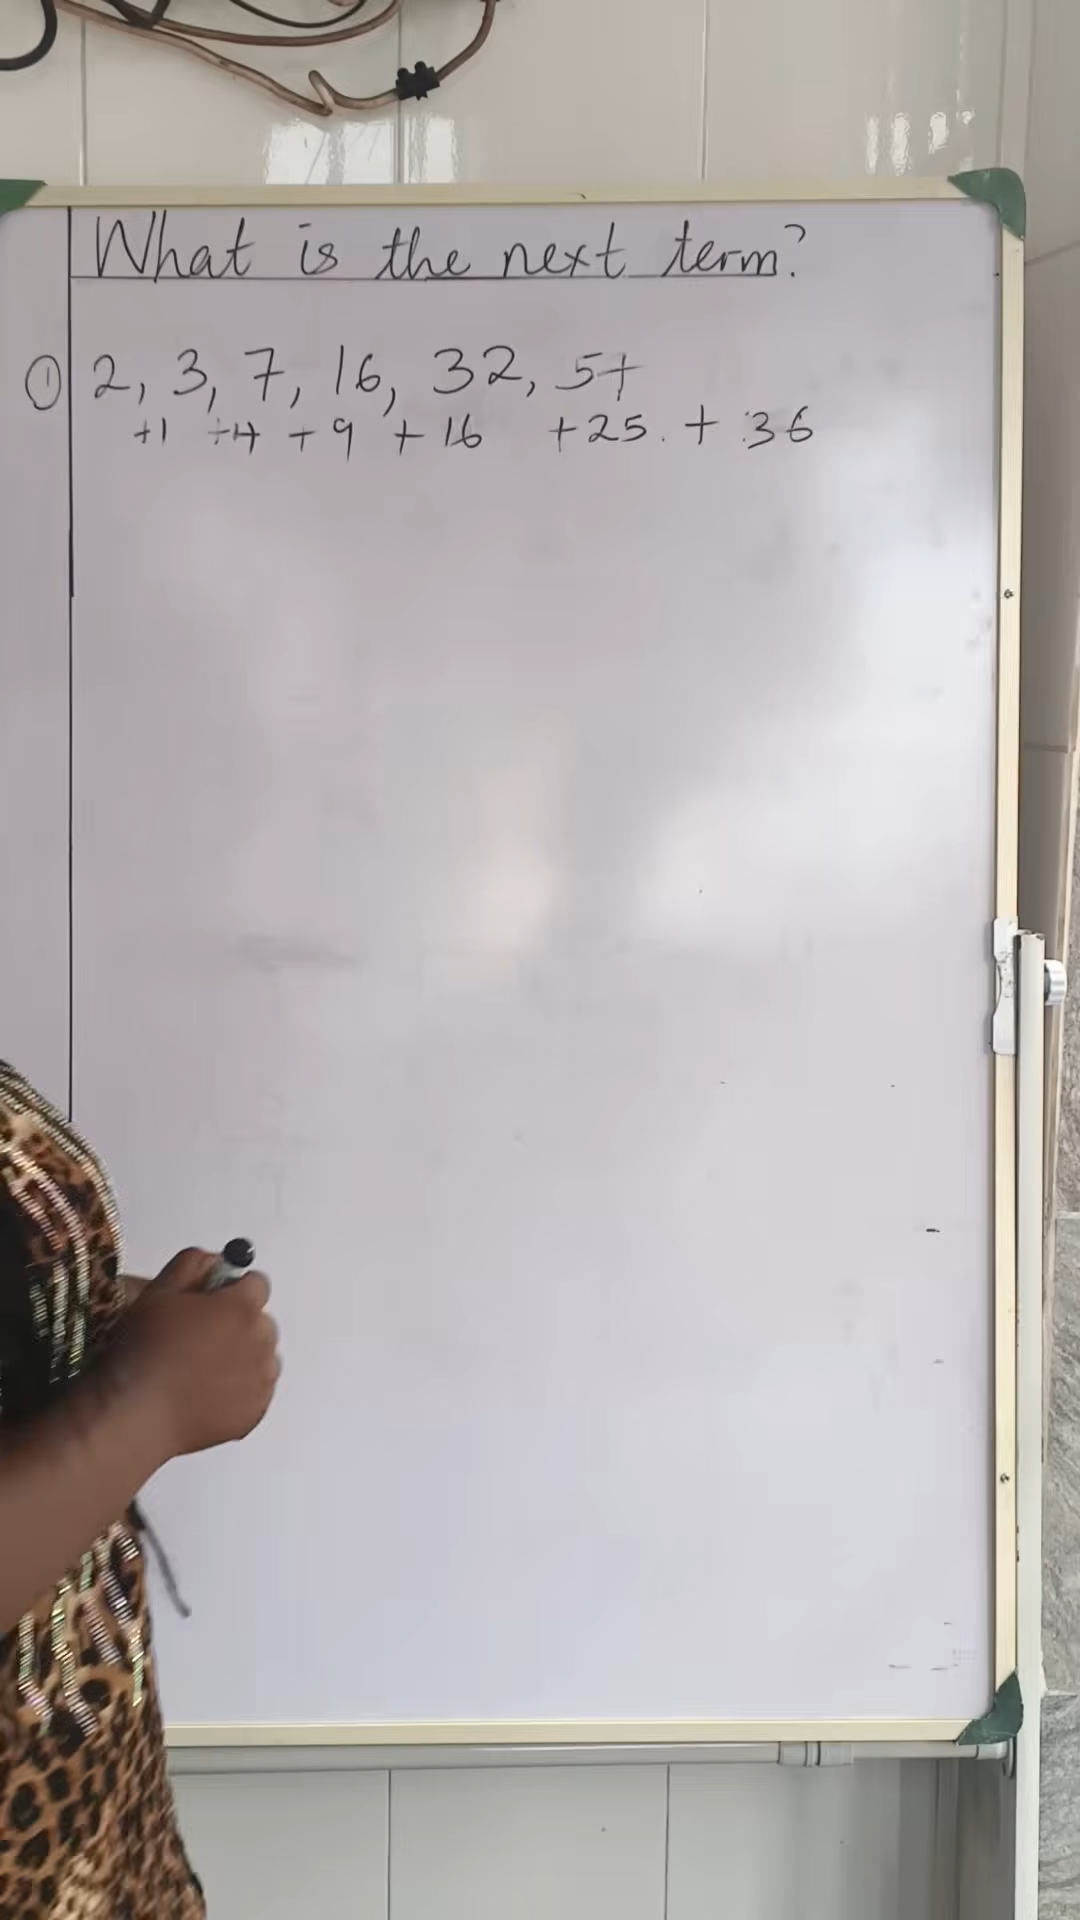 What is the next term?
① 2, 3, 7, 16, 32, 57
+1 +4 +9 +16 +25. + 36